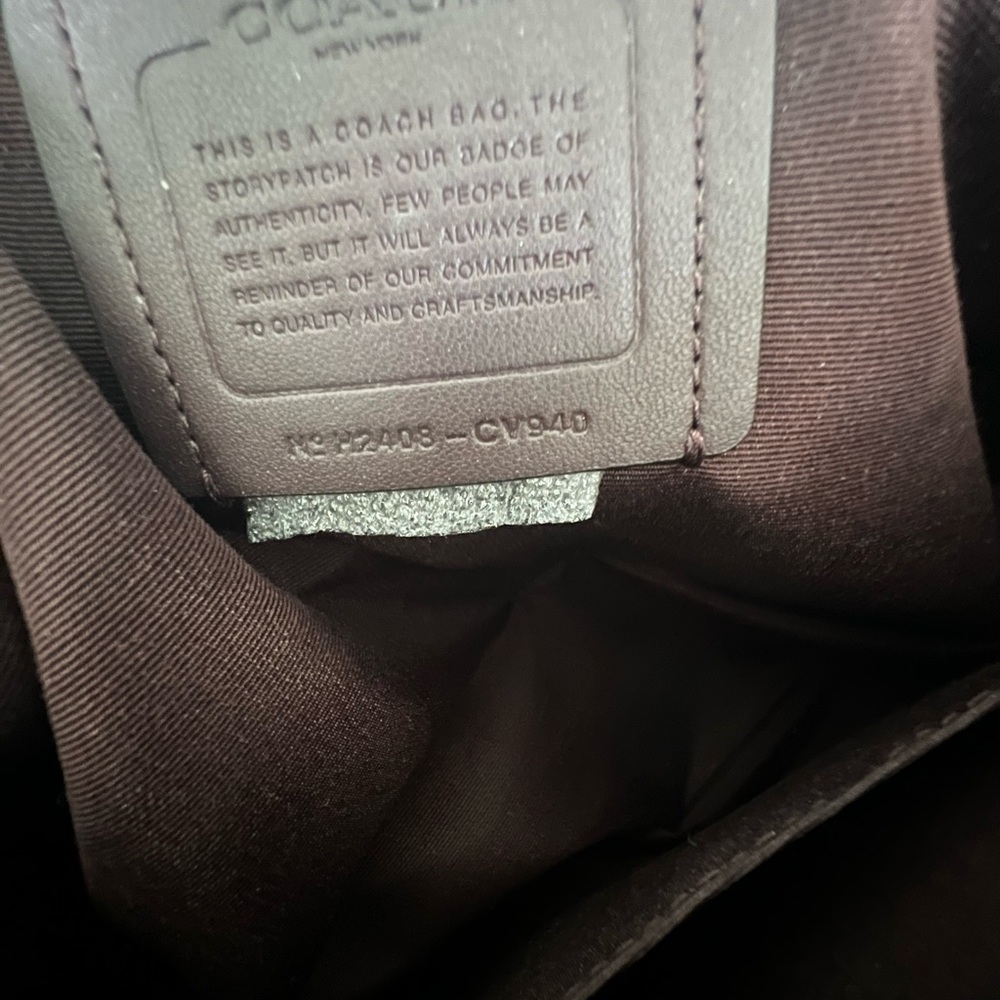 COACH
NEW YORK
THIS IS A COACH BAG. THE
STORYPATCH IS OUR BADGE OF
AUTHENTICITY. FEW PEOPLE MAY
SEE IT. BUT IT WILL ALWAYS BE A
REMINDER OF OUR COMMITMENT
TO QUALITY AND CRAFTSMANSHIP.
Nº H2408-CV940